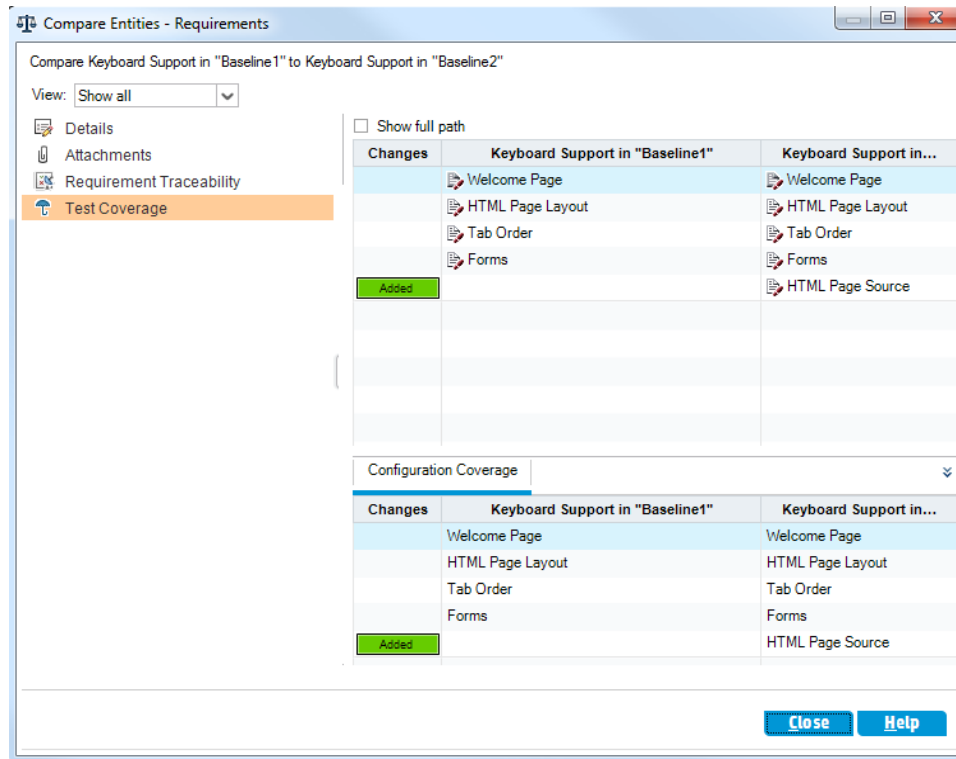 Compare Entities - Requirements
Compare Keyboard Support in "Baseline1" to Keyboard Support in "Baseline2"
View: Show all
Details
Attachments
Requirement Traceability
Test Coverage
Show full path
Changes Keyboard Support in "Baseline1" Keyboard Support in...
Welcome Page Welcome Page
HTML Page Layout HTML Page Layout
Tab Order Tab Order
Forms Forms
Added HTML Page Source
Configuration Coverage
Changes Keyboard Support in "Baseline1" Keyboard Support in...
Welcome Page Welcome Page
HTML Page Layout HTML Page Layout
Tab Order Tab Order
Forms Forms
Added HTML Page Source
Close Help